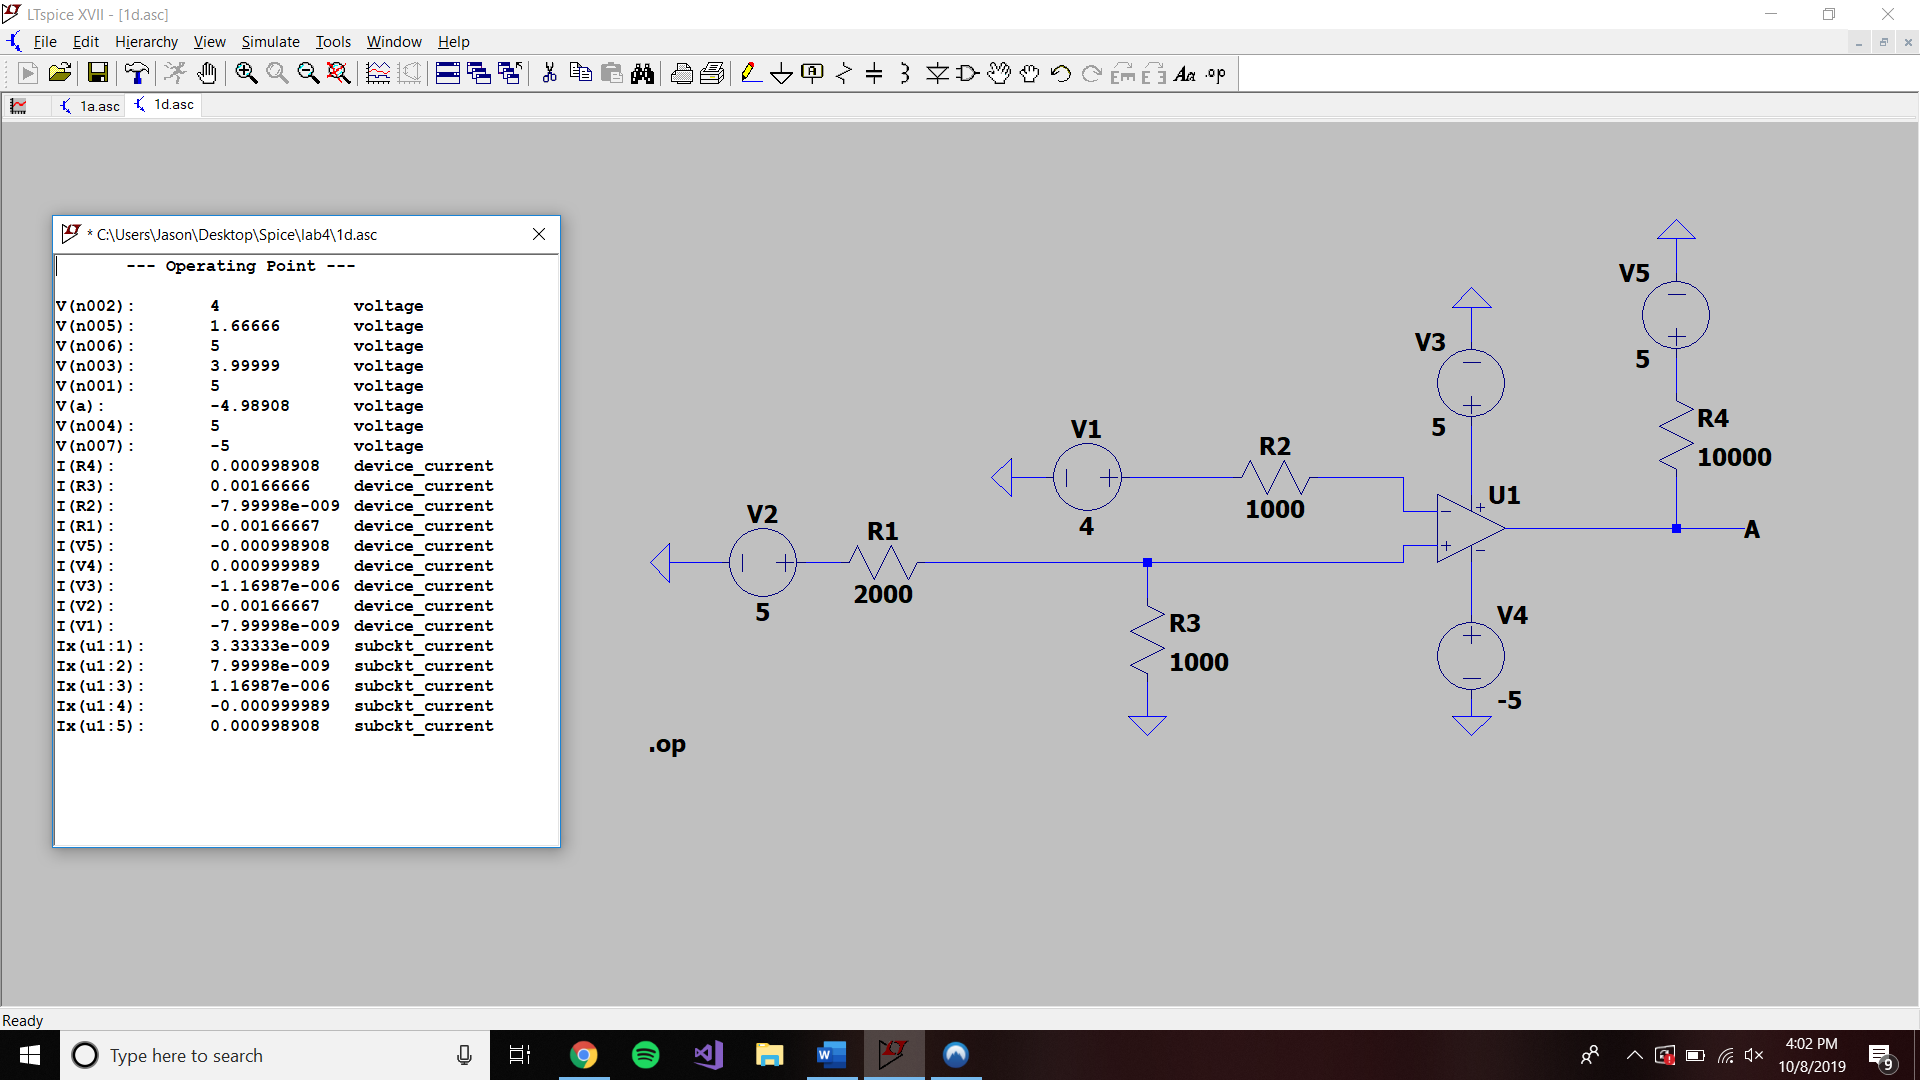 LTspice XVII - [1d.asc]
File Edit Hierarchy View Simulate Tools Window Help
1a.asc 1d.asc
* C:\Users\Jason\Desktop\Spice\lab4\1d.asc
--- Operating Point ---
V(n002): 4 voltage
V(n005): 1.66666 voltage
V(n006): 5 voltage
V(n003): 3.99999 voltage
V(n001): 5 voltage
V(a): -4.98908 voltage
V(n004): 5 voltage
V(n007): -5 voltage
I(R4): 0.000998908 device_current
I(R3): 0.00166666 device_current
I(R2): -7.99998e-009 device_current
I(R1): -0.00166667 device_current
I(V5): -0.000998908 device_current
I(V4): 0.000999989 device_current
I(V3): -1.16987e-006 device_current
I(V2): -0.00166667 device_current
I(V1): -7.99998e-009 device_current
Ix(u1:1): 3.33333e-009 subckt_current
Ix(u1:2): 7.99998e-009 subckt_current
Ix(u1:3): 1.16987e-006 subckt_current
Ix(u1:4): -0.000999989 subckt_current
Ix(u1:5): 0.000998908 subckt_current
V5
5
R4
10000
V3
5
V1
4
R2
1000
U1
A
V2
5
R1
2000
R3
1000
V4
-5
.op
Ready
Type here to search
4:02 PM
10/8/2019
9